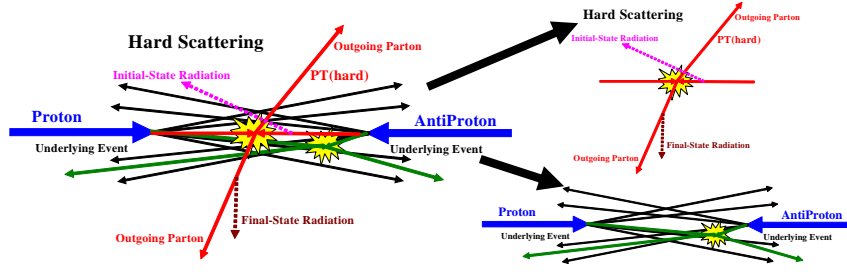 Hard Scattering
Outgoing Parton
PT(hard)
Initial-State Radiation
Proton
AntiProton
Underlying Event
Underlying Event
Final-State Radiation
Outgoing Parton
Hard Scattering
Outgoing Parton
PT(hard)
Initial-State Radiation
Final-State Radiation
Outgoing Parton
Proton
AntiProton
Underlying Event
Underlying Event